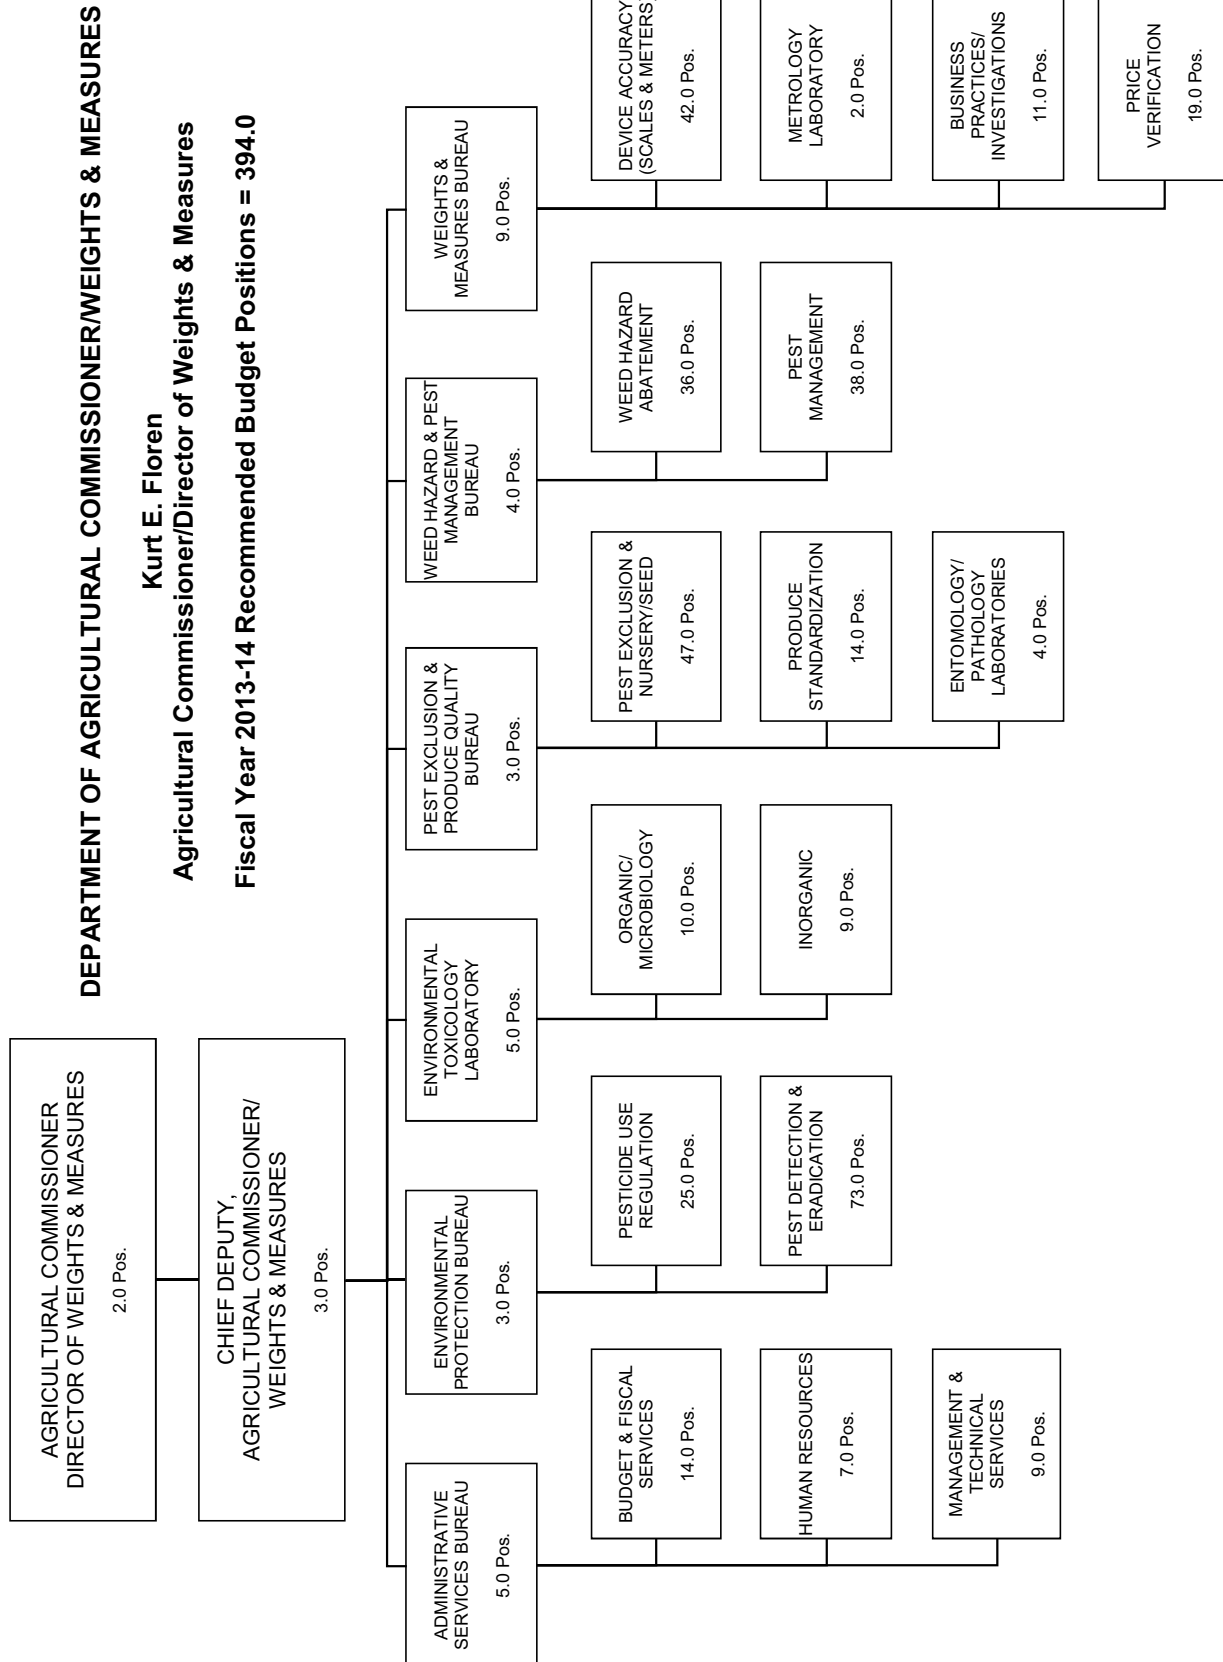 DEPARTMENT OF AGRICULTURAL COMMISSIONER/WEIGHTS & MEASURES
Kurt E. Floren
Agricultural Commissioner/Director of Weights & Measures
Fiscal Year 2013-14 Recommended Budget Positions = 394.0
AGRICULTURAL COMMISSIONER
DIRECTOR OF WEIGHTS & MEASURES
2.0 Pos.
CHIEF DEPUTY,
AGRICULTURAL COMMISSIONER/
WEIGHTS & MEASURES
3.0 Pos.
ADMINISTRATIVE
SERVICES BUREAU
5.0 Pos.
BUDGET & FISCAL
SERVICES
14.0 Pos.
HUMAN RESOURCES
7.0 Pos.
MANAGEMENT &
TECHNICAL
SERVICES
9.0 Pos.
ENVIRONMENTAL
PROTECTION BUREAU
3.0 Pos.
PESTICIDE USE
REGULATION
25.0 Pos.
PEST DETECTION &
ERADICATION
73.0 Pos.
ENVIRONMENTAL
TOXICOLOGY
LABORATORY
5.0 Pos.
ORGANIC/
MICROBIOLOGY
10.0 Pos.
INORGANIC
9.0 Pos.
PEST EXCLUSION &
PRODUCE QUALITY
BUREAU
3.0 Pos.
PEST EXCLUSION &
NURSERY/SEED
47.0 Pos.
PRODUCE
STANDARDIZATION
14.0 Pos.
ENTOMOLOGY/
PATHOLOGY
LABORATORIES
4.0 Pos.
WEED HAZARD & PEST
MANAGEMENT
BUREAU
4.0 Pos.
WEED HAZARD
ABATEMENT
36.0 Pos.
PEST
MANAGEMENT
38.0 Pos.
WEIGHTS &
MEASURES BUREAU
9.0 Pos.
DEVICE ACCURACY
(SCALES & METERS)
42.0 Pos.
METROLOGY
LABORATORY
2.0 Pos.
BUSINESS
PRACTICES/
INVESTIGATIONS
11.0 Pos.
PRICE
VERIFICATION
19.0 Pos.